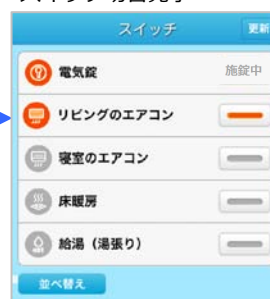 スイッチ
更新
電気錠
施錠中
リビングのエアコン
寝室のエアコン
床暖房
給湯（湯張り）
並べ替え